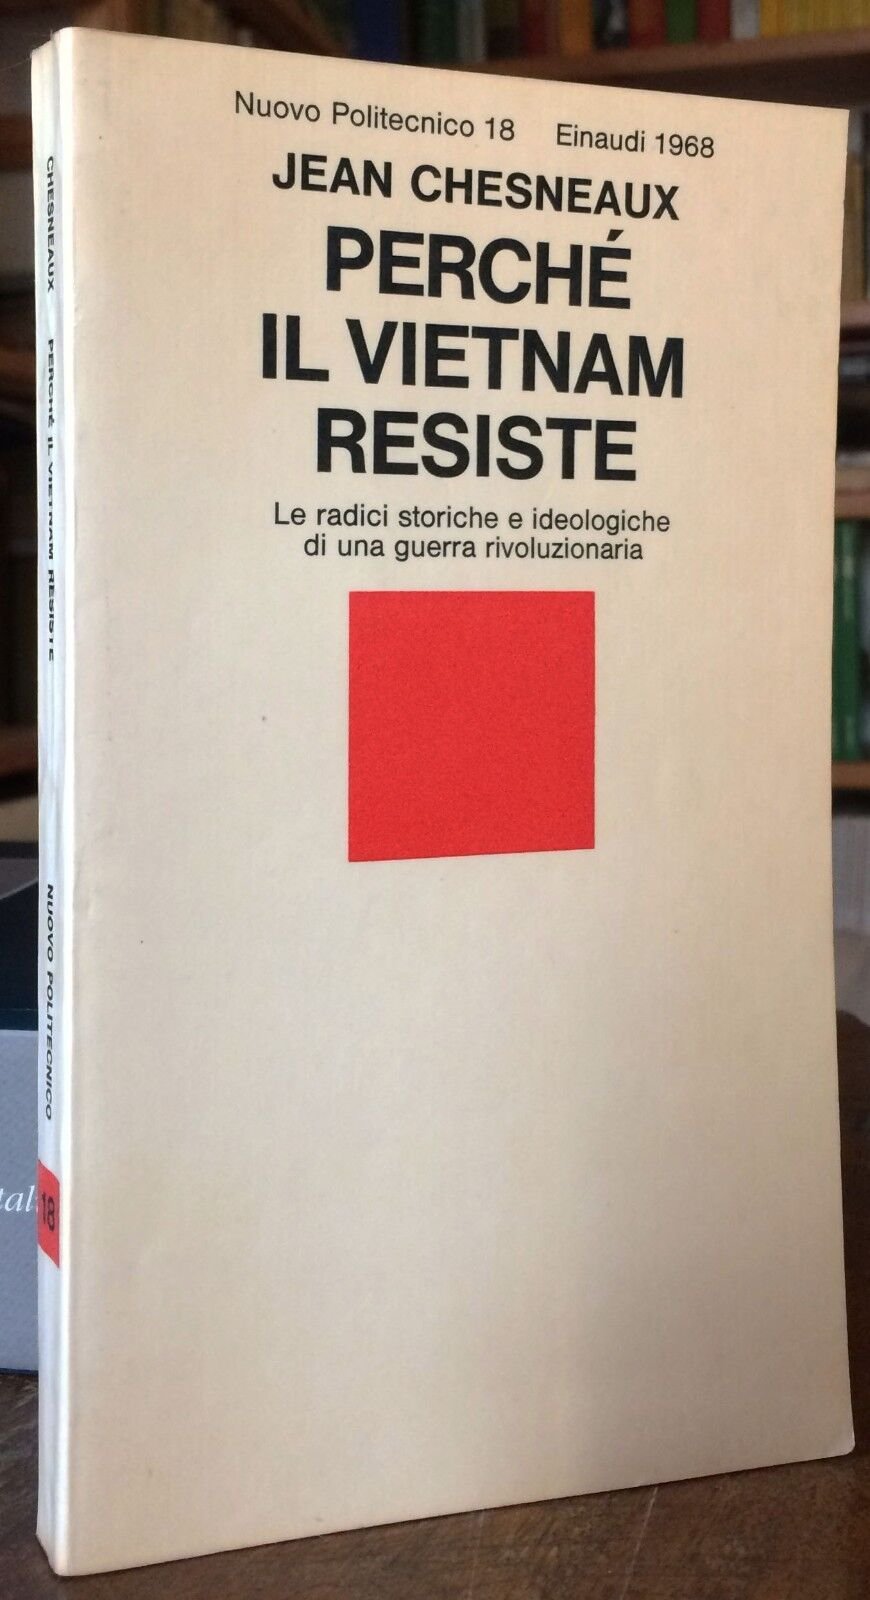 Nuovo Politecnico 18 Einaudi 1968
JEAN CHESNEAUX
PERCHÉ
IL VIETNAM
RESISTE
Le radici storiche e ideologiche
di una guerra rivoluzionaria
CHESNEAUX PERCHÉ IL VIETNAM RESISTE NUOVO POLITECNICO 18